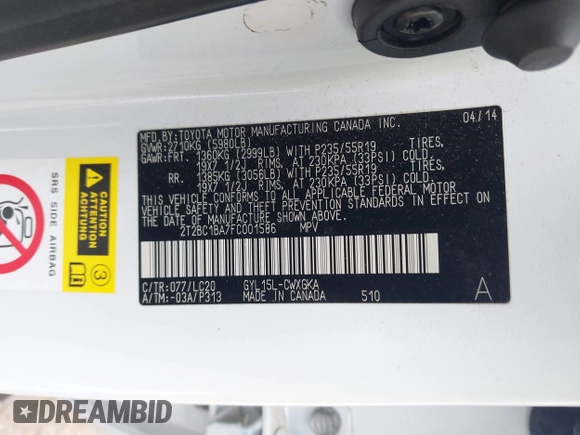 MFD.BY:TOYOTA MOTOR MANUFACTURING CANADA INC. 04/14
GVWR:2710KG (5980LB)
GAWR:FRT. 1360KG (2999LB) WITH P235/55R19 TIRES,
19X7 1/2J RIMS, AT 230KPA (33PSI) COLD,
RR. 1385KG (3056LB) WITH P235/55R19 TIRES,
19X7 1/2J RIMS, AT 230KPA (33PSI) COLD.
THIS VEHICLE CONFORMS TO ALL APPLICABLE FEDERAL MOTOR
VEHICLE SAFETY AND THEFT PREVENTION STANDARDS IN EFFECT ON
THE DATE OF MANUFACTURE SHOWN ABOVE.
2T2BC1BA7FC001586 MPV
C/TR:077/LC20 GYL15L-CWXGKA
A/TM:-03A/P313 MADE IN CANADA 510 A
SRS SIDE AIRBAG
3
DREAMBID